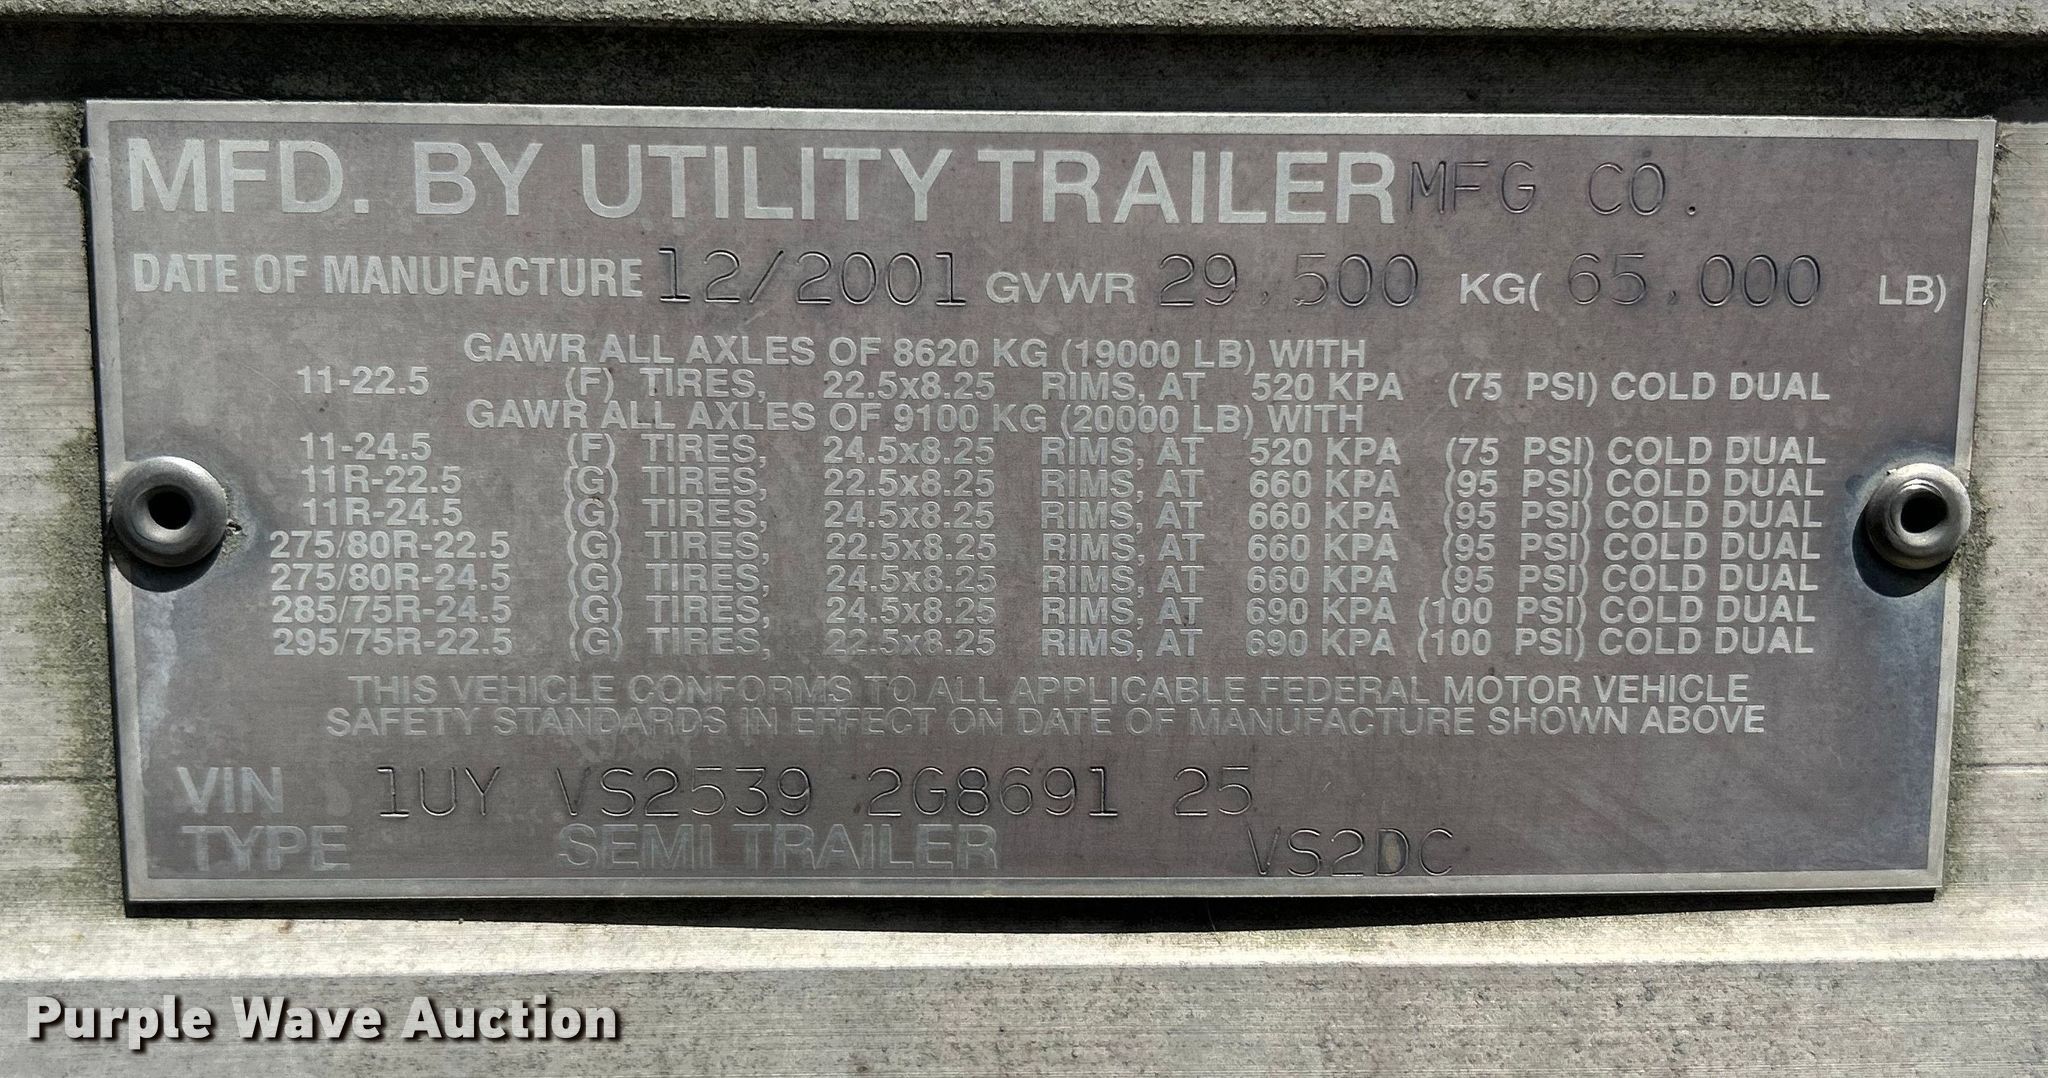 MFD. BY UTILITY TRAILER MFG CO.
DATE OF MANUFACTURE 12/2001 GVWR 29,500 KG( 65,000 LB)
GAWR ALL AXLES OF 8620 KG (19000 LB) WITH
11-22.5 (F) TIRES, 22.5x8.25 RIMS, AT 520 KPA (75 PSI) COLD DUAL
GAWR ALL AXLES OF 9100 KG (20000 LB) WITH
11-24.5 (F) TIRES, 24.5x8.25 RIMS, AT 520 KPA (75 PSI) COLD DUAL
11R-22.5 (G) TIRES, 22.5x8.25 RIMS, AT 660 KPA (95 PSI) COLD DUAL
11R-24.5 (G) TIRES, 24.5x8.25 RIMS, AT 660 KPA (95 PSI) COLD DUAL
275/80R-22.5 (G) TIRES, 22.5x8.25 RIMS, AT 660 KPA (95 PSI) COLD DUAL
275/80R-24.5 (G) TIRES, 24.5x8.25 RIMS, AT 660 KPA (95 PSI) COLD DUAL
285/75R-24.5 (G) TIRES, 24.5x8.25 RIMS, AT 690 KPA (100 PSI) COLD DUAL
295/75R-22.5 (G) TIRES, 22.5x8.25 RIMS, AT 690 KPA (100 PSI) COLD DUAL
THIS VEHICLE CONFORMS TO ALL APPLICABLE FEDERAL MOTOR VEHICLE
SAFETY STANDARDS IN EFFECT ON DATE OF MANUFACTURE SHOWN ABOVE
VIN 1UY VS2539 2G8691 25
TYPE SEMI TRAILER VS2DC
Purple Wave Auction